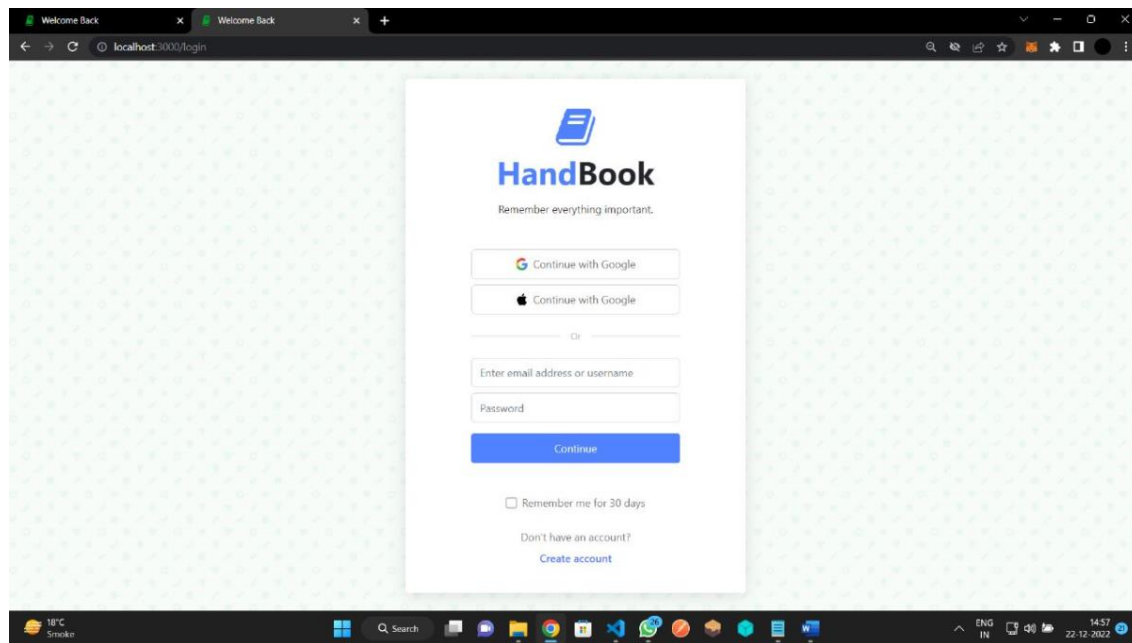 Welcome Back
Welcome Back
localhost:3000/login
HandBook
Remember everything important.
Continue with Google
Continue with Google
Or
Enter email address or username
Password
Continue
Remember me for 30 days
Don't have an account?
Create account
18°C
Smoke
Search
26
ENG
IN
14:57
22-12-2022
21